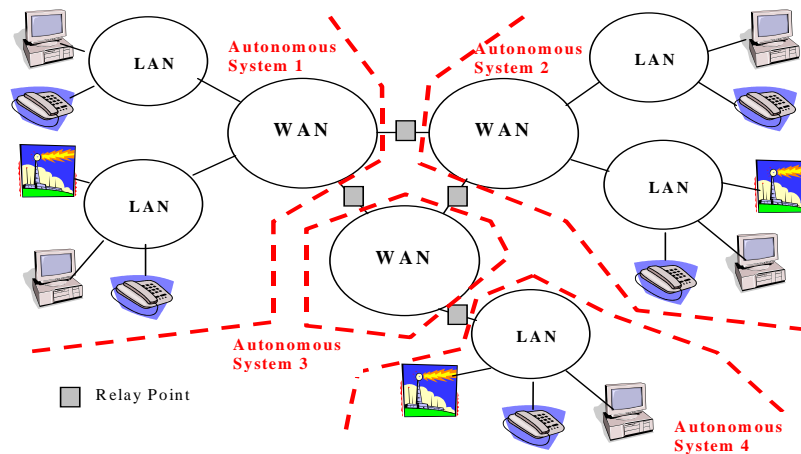 Autonomous
System 1
Autonomous
System 2
LAN
LAN
WAN
WAN
LAN
LAN
WAN
Autonomous
System 3
LAN
Relay Point
Autonomous
System 4